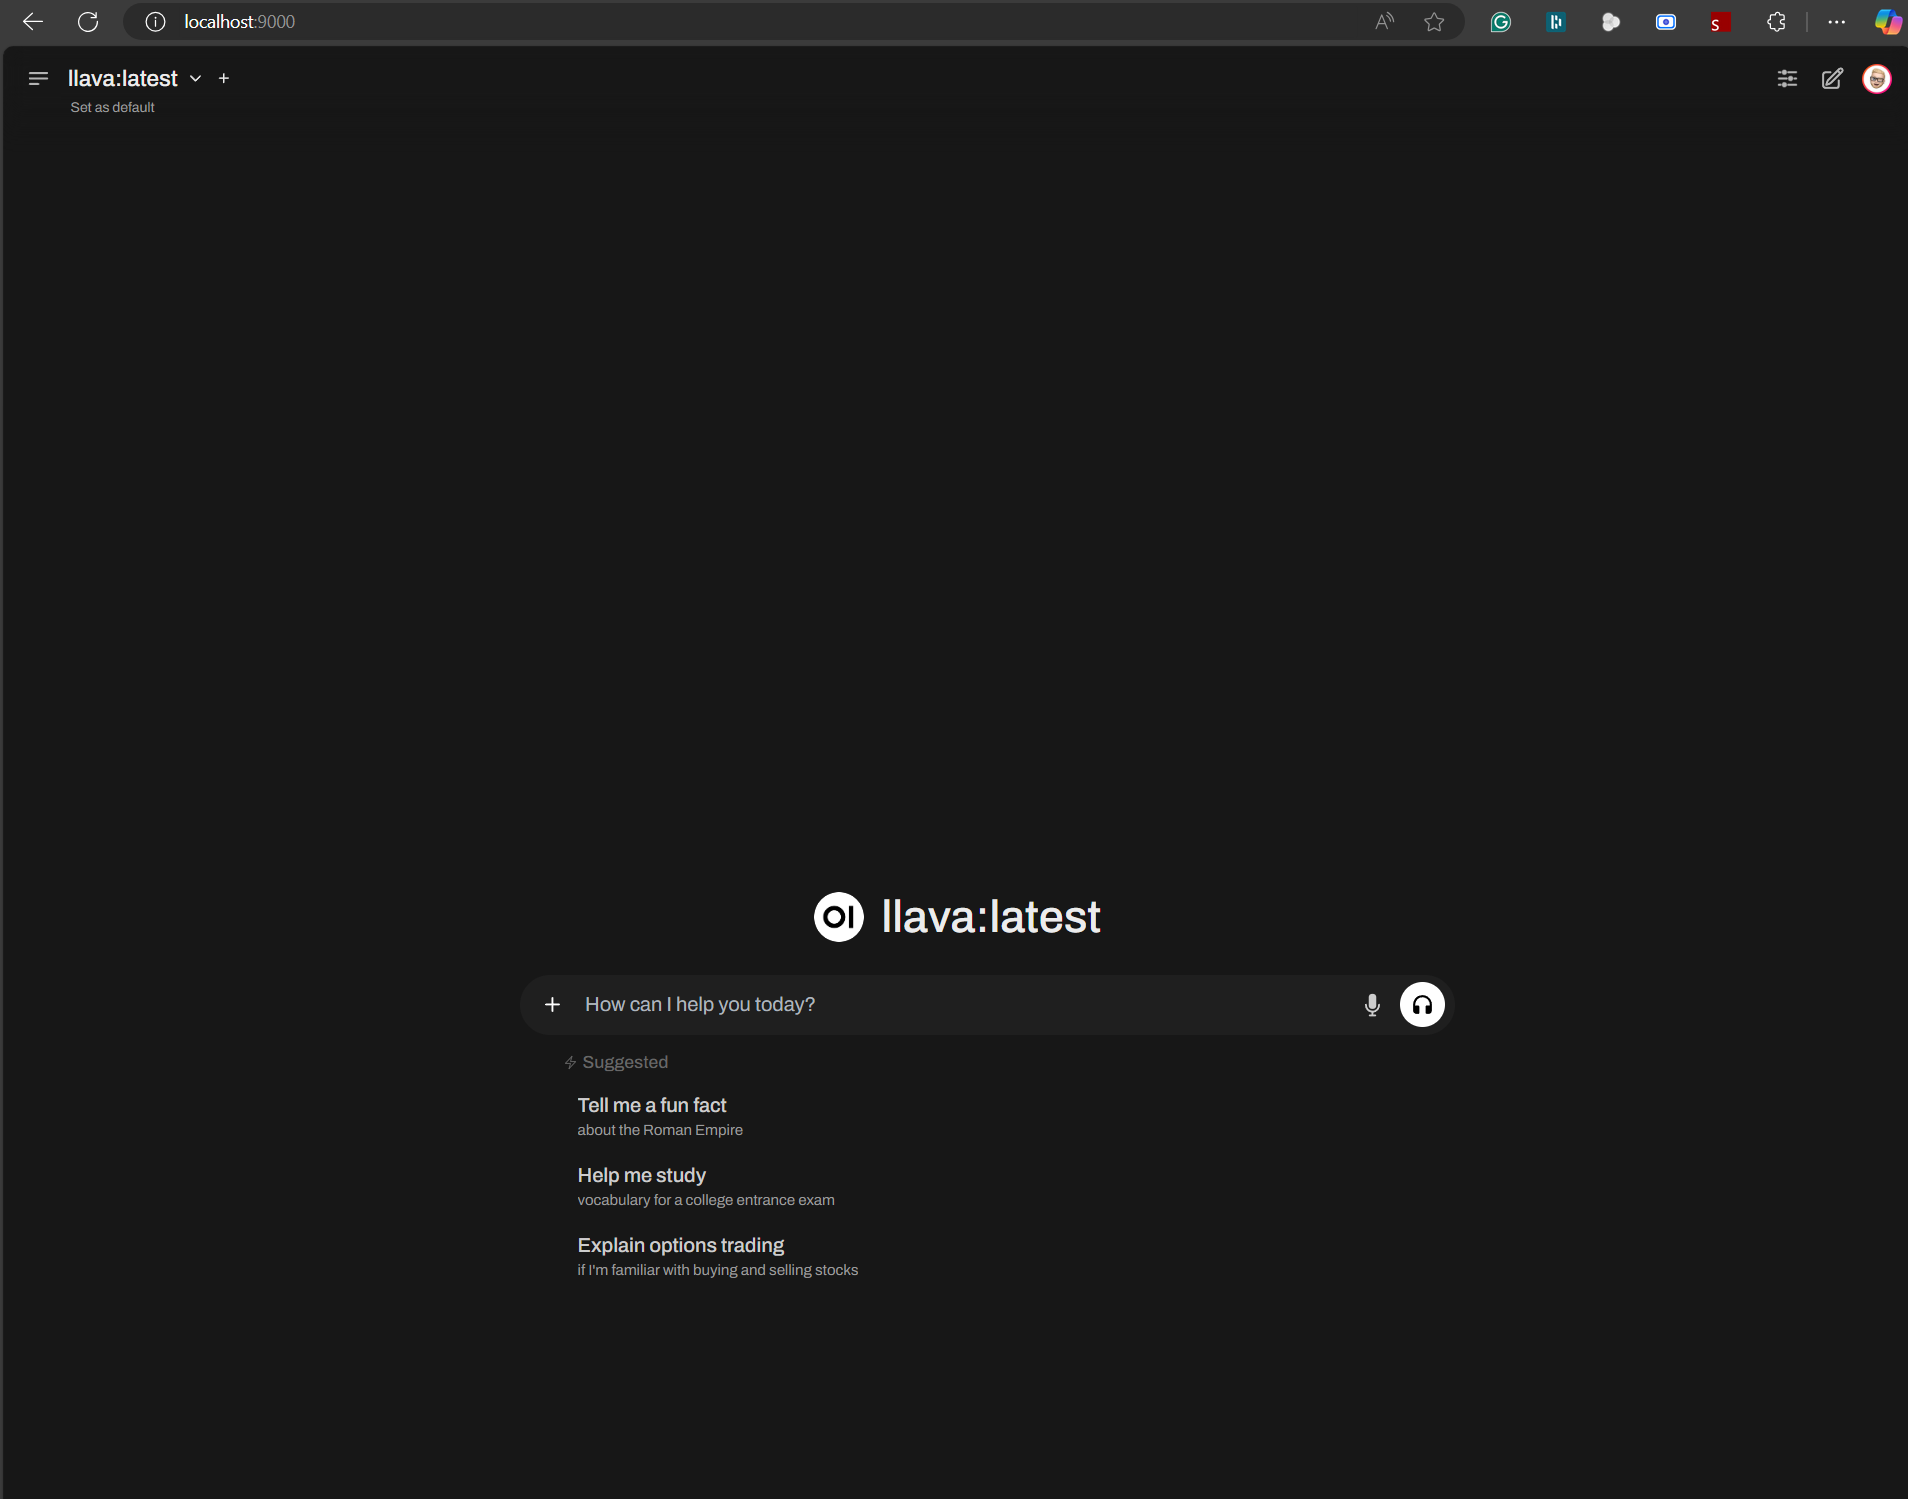 localhost:9000
llava:latest
Set as default
OI llava:latest
How can I help you today?
Suggested
Tell me a fun fact
about the Roman Empire
Help me study
vocabulary for a college entrance exam
Explain options trading
if I'm familiar with buying and selling stocks